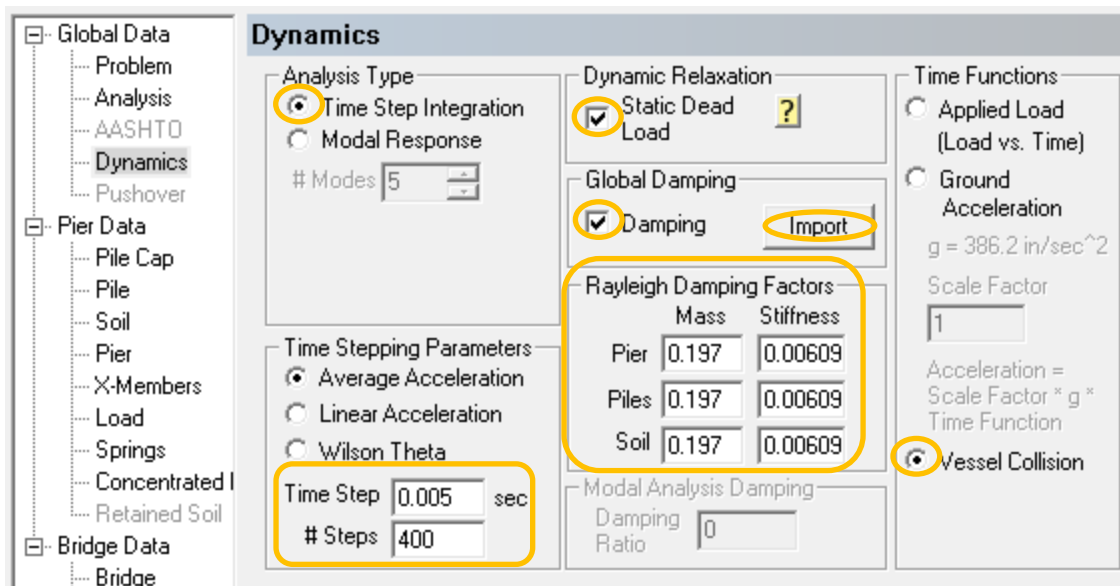 Global Data
Problem
Analysis
AASHTO
Dynamics
Pushover
Pier Data
Pile Cap
Pile
Soil
Pier
X-Members
Load
Springs
Concentrated
Retained Soil
Bridge Data
Bridge
Dynamics
Analysis Type
Time Step Integration
Modal Response
# Modes 5
Time Stepping Parameters
Average Acceleration
Linear Acceleration
Wilson Theta
Time Step 0.005 sec
# Steps 400
Dynamic Relaxation
Static Dead
Load
?
Global Damping
Damping Import
Rayleigh Damping Factors
Mass Stiffness
Pier 0.197 0.00609
Piles 0.197 0.00609
Soil 0.197 0.00609
Modal Analysis Damping
Damping
Ratio
0
Time Functions
Applied Load
(Load vs. Time)
Ground
Acceleration
g = 386.2 in/sec^2
Scale Factor
1
Acceleration =
Scale Factor * g *
Time Function
Vessel Collision